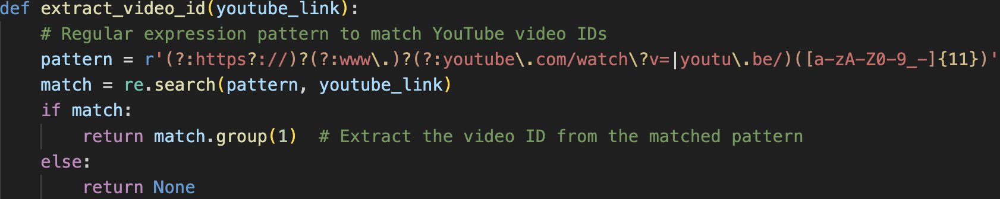 def extract_video_id(youtube_link):
    # Regular expression pattern to match YouTube video IDs
    pattern = r'(?:https?://)?(?:www\.)?(?:youtube\.com/watch\?v=|youtu\.be/)([a-zA-Z0-9_-]{11})'
    match = re.search(pattern, youtube_link)
    if match:
        return match.group(1)  # Extract the video ID from the matched pattern
    else:
        return None